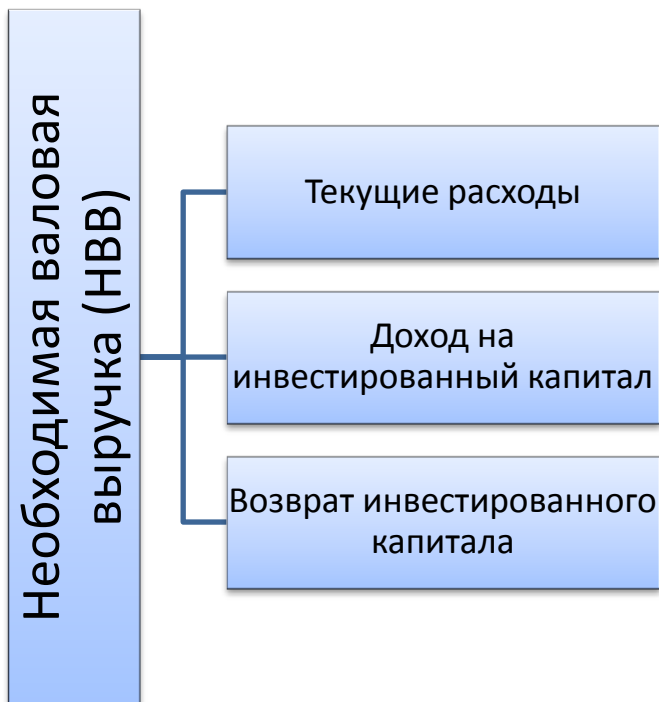 Необходимая валовая
выручка (НВВ)
Текущие расходы
Доход на
инвестированный капитал
Возврат инвестированного
капитала